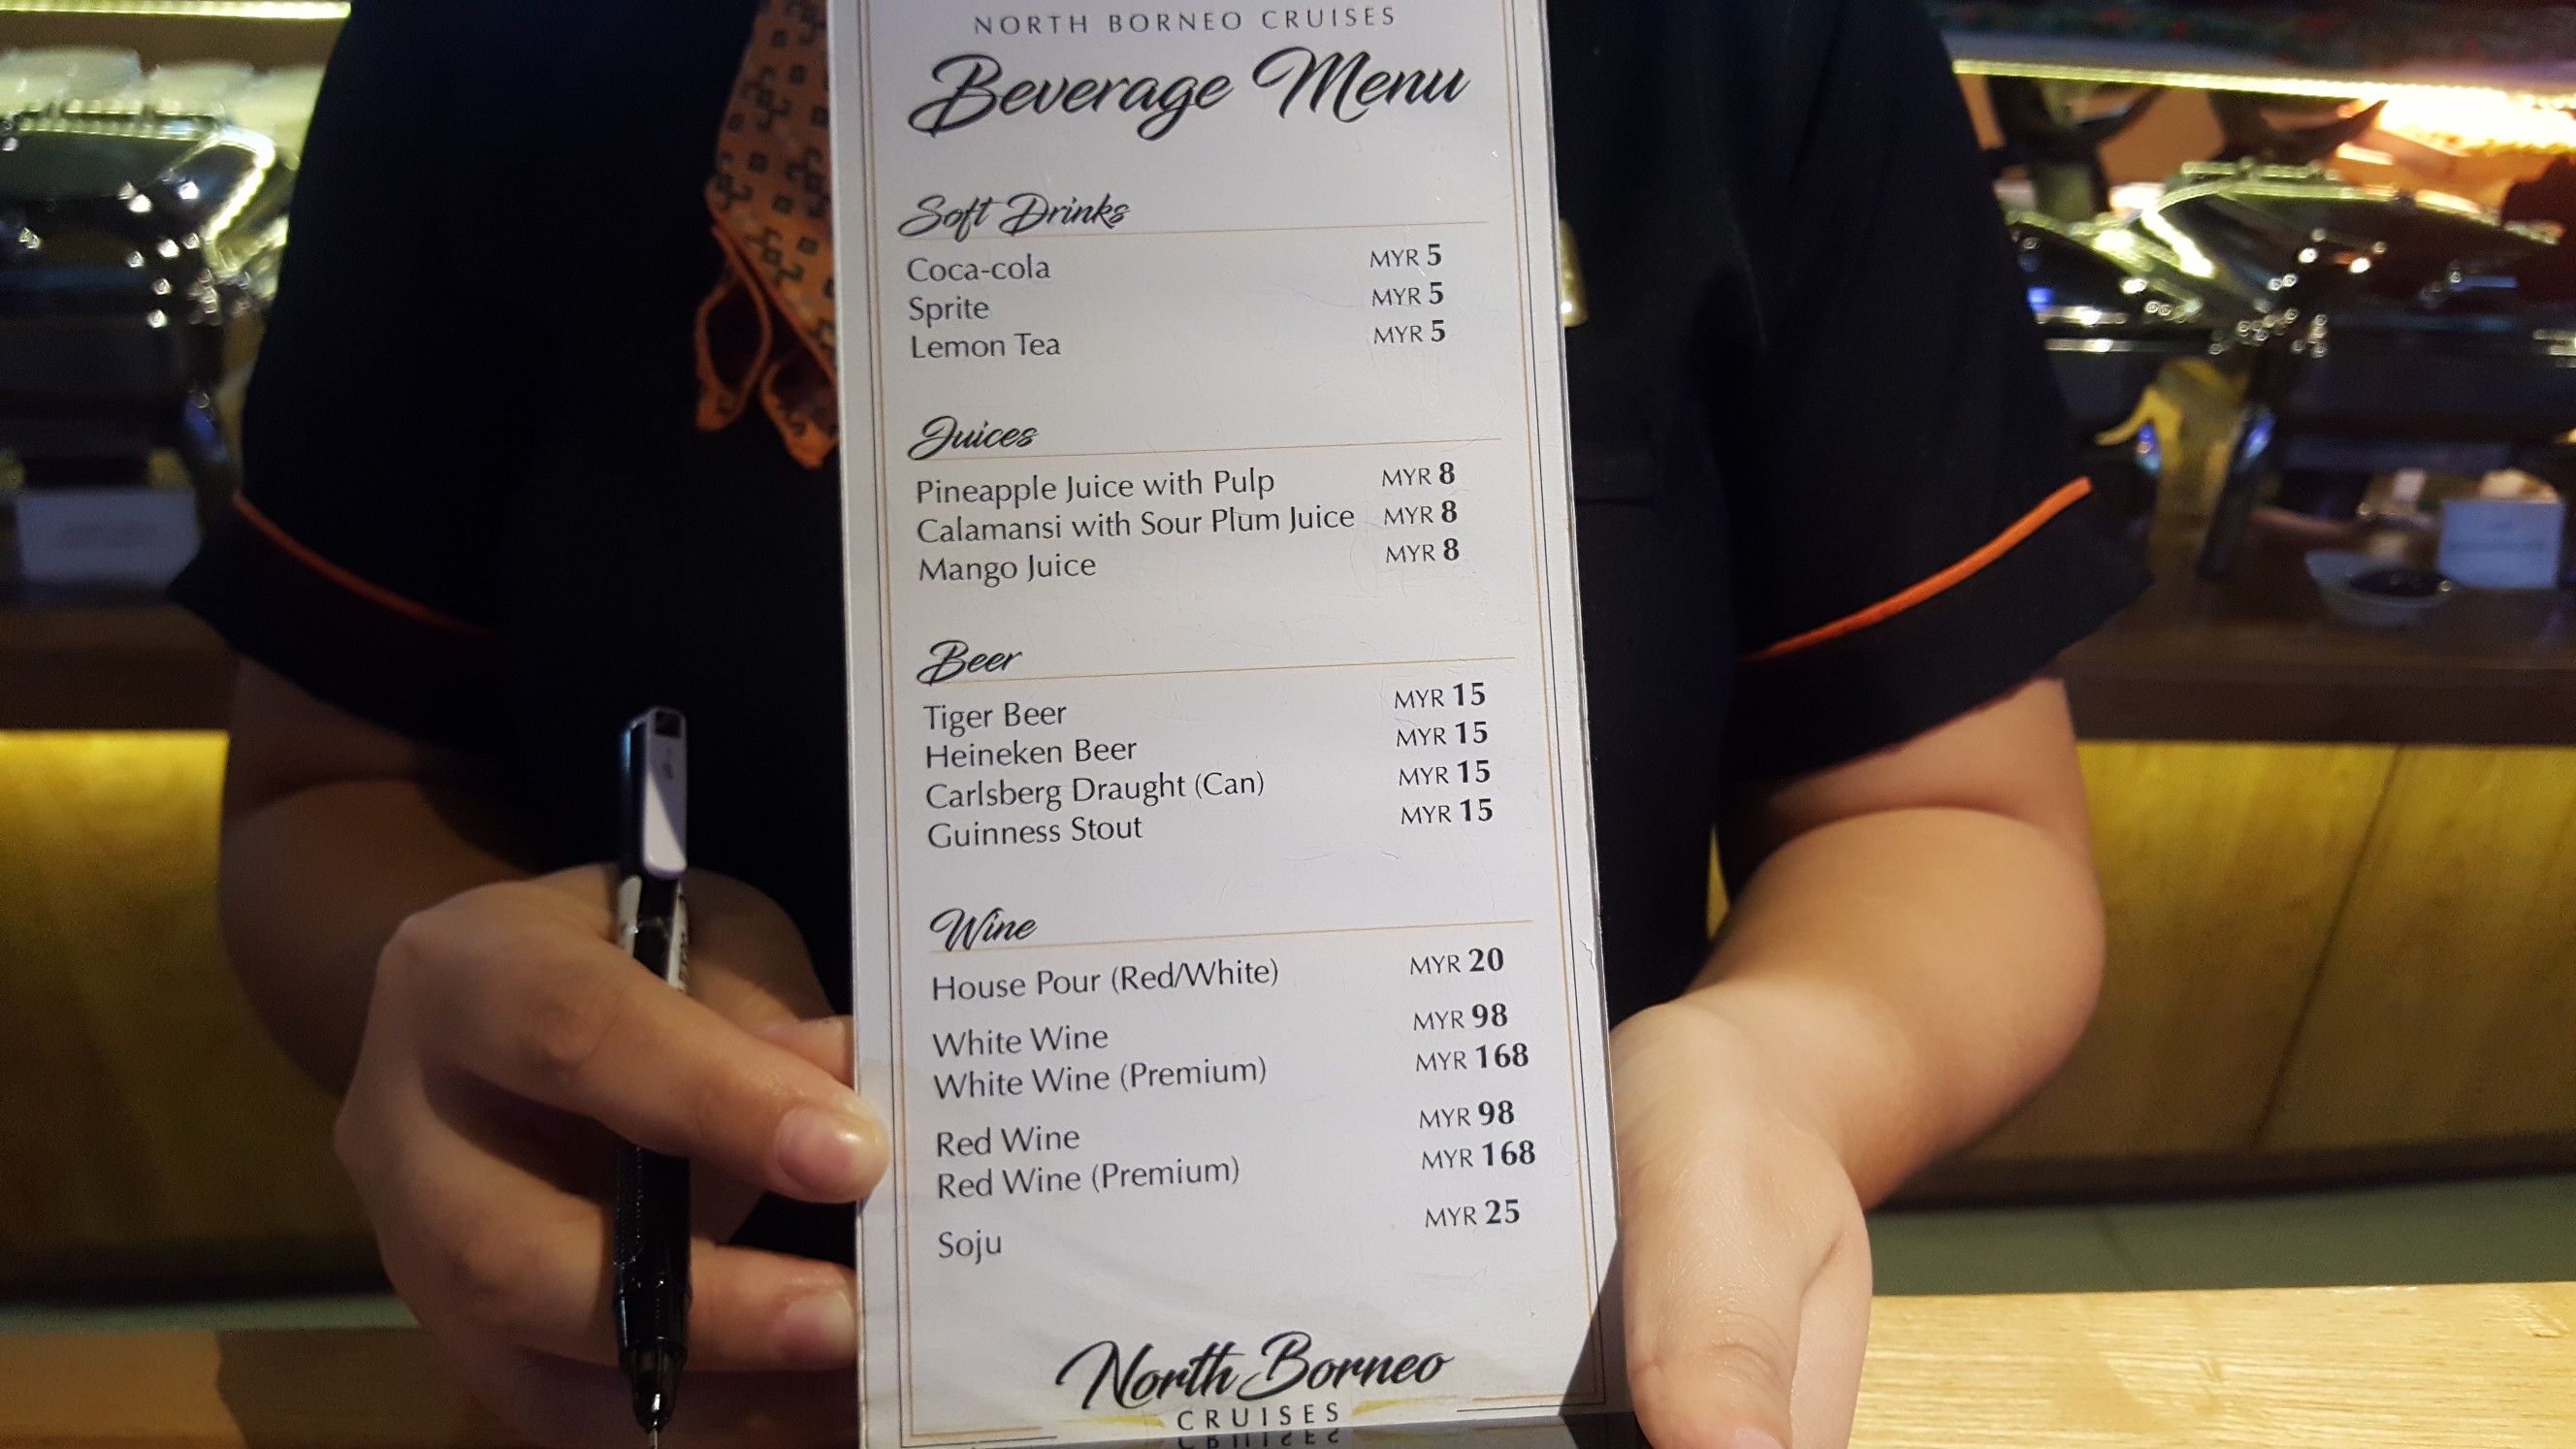 NORTH BORNEO CRUISES
Beverage Menu
Soft Drinks
Coca-cola MYR 5
Sprite MYR 5
Lemon Tea MYR 5
Juices
Pineapple Juice with Pulp MYR 8
Calamansi with Sour Plum Juice MYR 8
Mango Juice MYR 8
Beer
Tiger Beer MYR 15
Heineken Beer MYR 15
Carlsberg Draught (Can) MYR 15
Guinness Stout MYR 15
Wine
House Pour (Red/White) MYR 20
White Wine MYR 98
White Wine (Premium) MYR 168
Red Wine MYR 98
Red Wine (Premium) MYR 168
Soju MYR 25
North Borneo
CRUISES